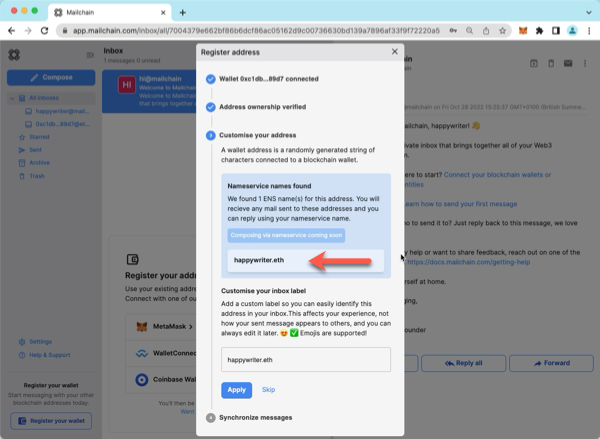 Mailchain
app.mailchain.com/inbox/all/7004379e662bf86b6dcf86ac05162d9c00736630bd139a7896af33f9f72220a5
Mailchain
Inbox
1 messages 0 unread
Compose
All inboxes
happywriter@mail...
0xc1db...89d7@et...
Starred
Sent
Archive
Trash
Settings
Help & Support
Register your wallet
Start messaging with your other
blockchain addresses today.
Register your wallet
HI
hi@mailchain
Welcome to Mailchain
Welcome to Mailch
that brings together a
Register your addr
Use your existing addre
Connect with one of ou
MetaMask
WalletConnec
Coinbase Wal
You'll then be
Want
Register address
Wallet 0xc1db...89d7 connected
Address ownership verified
3
Customise your address
A wallet address is a randomly generated string of
characters connected to a blockchain wallet.
Nameservice names found
We found 1 ENS name(s) for this address. You will
recieve any mail sent to these addresses and you
can reply using your nameservice name.
Composing via nameservice coming soon
happywriter.eth
Customise your inbox label
Add a custom label so you can easily identify this
address in your inbox.This affects your experience, not
how your sent message appears to others, and you can
always edit it later. 😍 ✅ Emojis are supported!
happywriter.eth
Apply
Skip
4
Synchronize messages
in
mailchain on Fri Oct 28 2022
GMT+0100 (British Summe...
mailchain, happywriter! 👋
rivate inbox that brings together all of your Web3
ere to start? Connect your blockchain wallets or
entities
earn how to send your first message
o to send it to? Just reply back to this message, we love
y help or want to share feedback, reach out on one of the
https://docs.mailchain.com/getting-help
rself at home.
ging,
ounder
Reply all
Forward